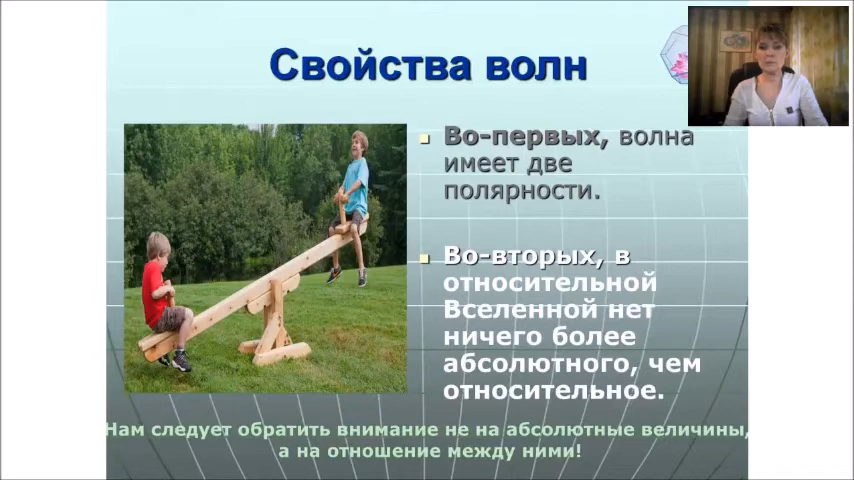 Свойства волн
Во-первых, волна
имеет две
полярности.
Во-вторых, в
относительной
Вселенной нет
ничего более
абсолютного, чем
относительное.
Нам следует обратить внимание не на абсолютные величины,
а на отношение между ними!